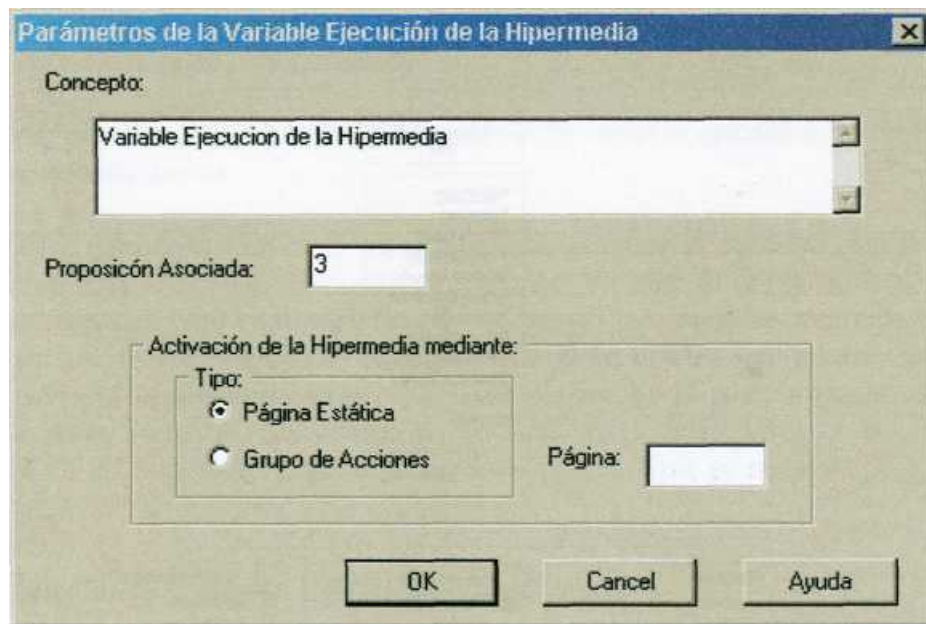 Parámetros de la Variable Ejecución de la Hipermedia
Concepto:
Variable Ejecucion de la Hipermedia
Proposicón Asociada: 3
Activación de la Hipermedia mediante:
Tipo:
Página Estática
Grupo de Acciones
Página:
OK Cancel Ayuda